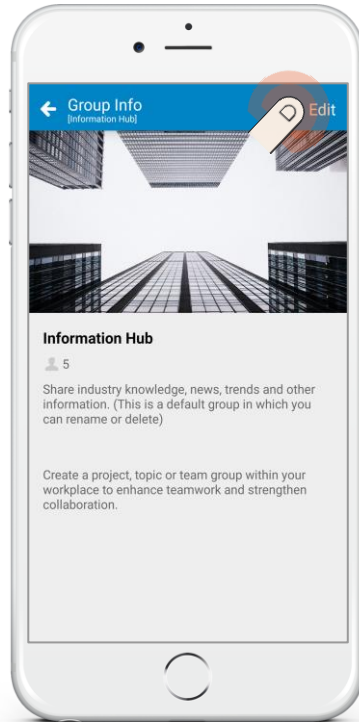 Group Info
[Information Hub]
Edit
Information Hub
5
Share industry knowledge, news, trends and other
information. (This is a default group in which you
can rename or delete)
Create a project, topic or team group within your
workplace to enhance teamwork and strengthen
collaboration.